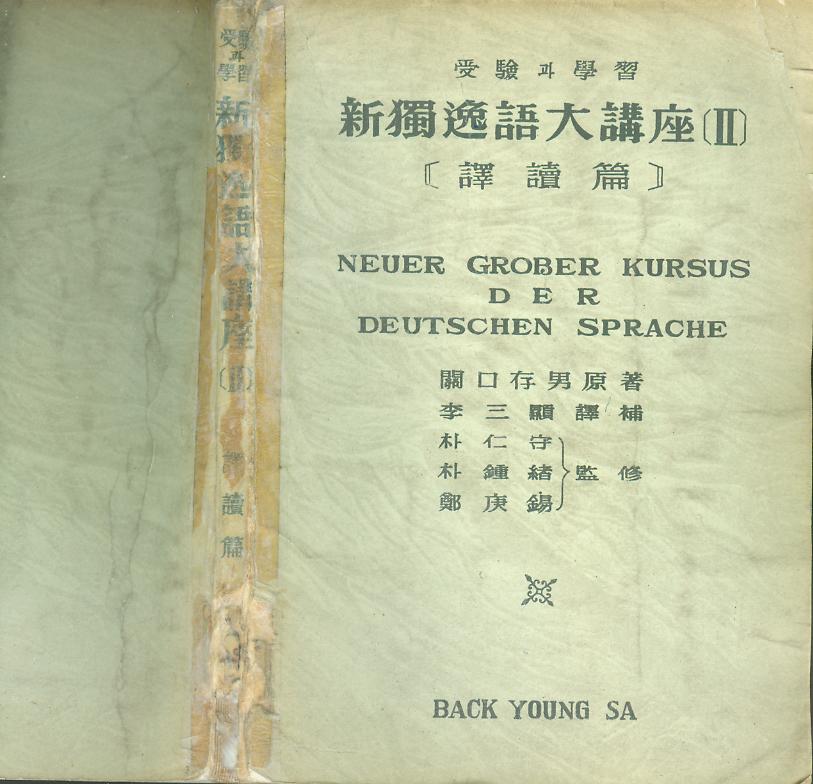 受驗
과
學習
新獨逸語大講座
(II)
讀篇
受驗과學習
新獨逸語大講座〔II〕
〘譯讀篇〙
NEUER GROBER KURSUS
DER
DEUTSCHEN SPRACHE
關口存男原著
李三顯譯補
朴仁守
朴鍾緖 監修
鄭庚錫
BACK YOUNG SA